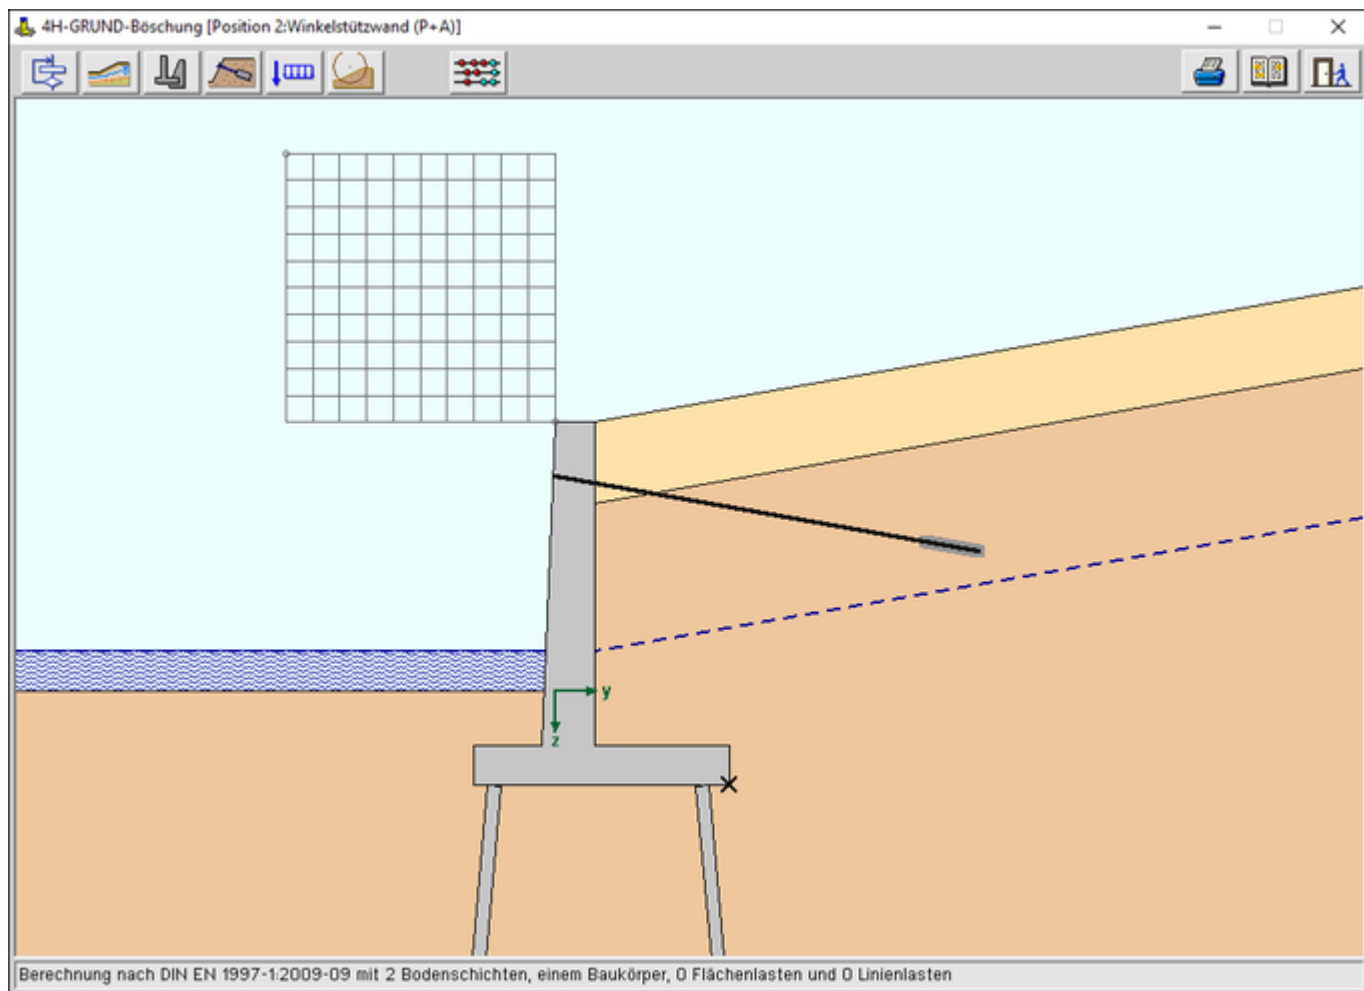 4H-GRUND-Böschung [Position 2:Winkelstützwand (P+A)]
y
z
Berechnung nach DIN EN 1997-1:2009-09 mit 2 Bodenschichten, einem Baukörper, 0 Flächenlasten und 0 Linienlasten